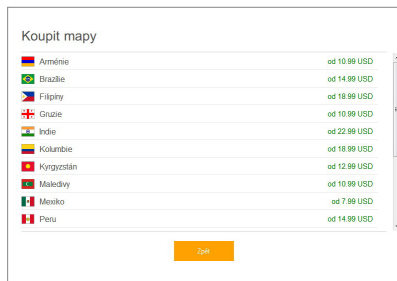 Koupit mapy
Arménie od 10.99 USD
Brazílie od 14.99 USD
Filipíny od 18.99 USD
Gruzie od 10.99 USD
Indie od 22.99 USD
Kolumbie od 18.99 USD
Kyrgyzstán od 12.99 USD
Maledivy od 10.99 USD
Mexiko od 7.99 USD
Peru od 14.99 USD
Zpět